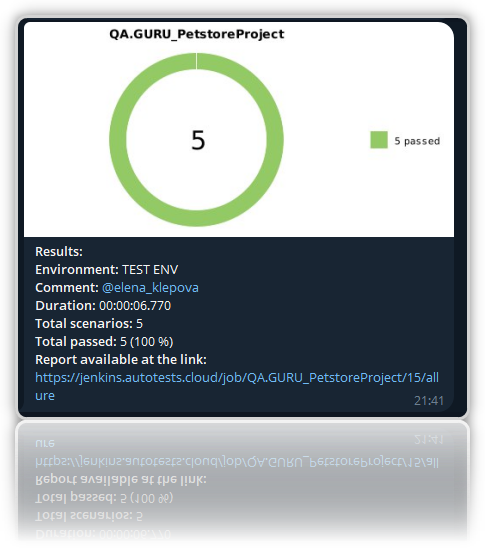 QA.GURU_PetstoreProject
5
5 passed
Results:
Environment: TEST ENV
Comment: @elena_klepova
Duration: 00:00:06.770
Total scenarios: 5
Total passed: 5 (100 %)
Report available at the link:
https://jenkins.autotests.cloud/job/QA.GURU_PetstoreProject/15/all
ure
21:41